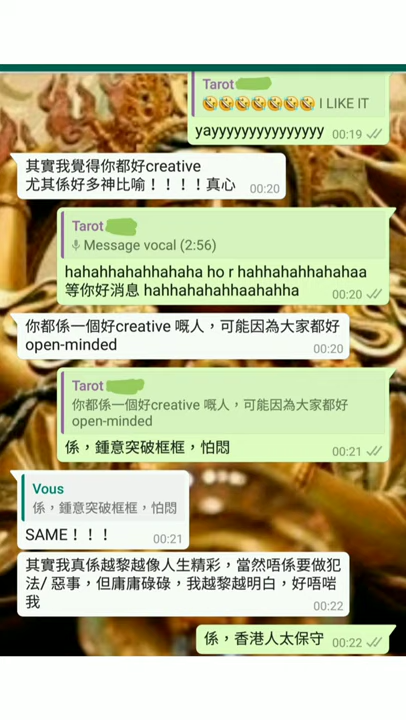 Tarot
🤣🤣🤣🤣🤣🤣🤣 I LIKE IT
yayyyyyyyyyyyyyyy 00:19
其實我覺得你都好creative
尤其係好多神比喻！！！！真心 00:20
Tarot
Message vocal (2:56)
hahahhahahhahaha ho r hahhahahhahahaa
等你好消息 hahhahahahhaahahha 00:20
你都係一個好creative 嘅人，可能因為大家都好
open-minded 00:20
Tarot
你都係一個好creative 嘅人，可能因為大家都好
open-minded
係，鍾意突破框框，怕悶 00:21
Vous
係，鍾意突破框框，怕悶
SAME！！！ 00:21
其實我真係越黎越像人生精彩，當然唔係要做犯
法/ 惡事，但庸庸碌碌，我越黎越明白，好唔啱
我 00:22
係，香港人太保守 00:22